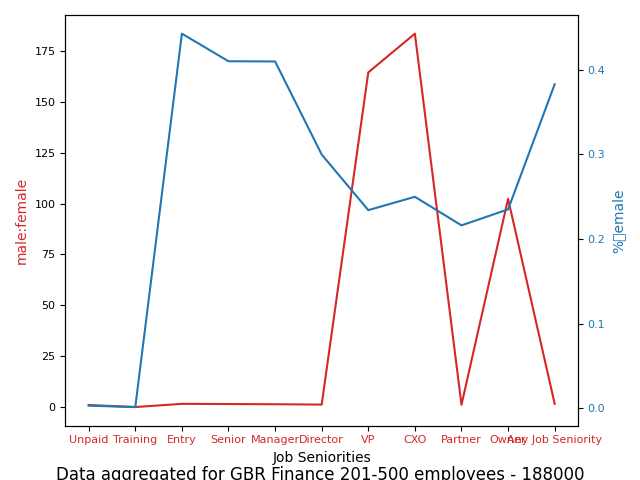 175
150
125
100
75
50
25
0
male:female
0.4
0.3
0.2
0.1
0.0
%▯emale
Unpaid Training Entry Senior Manager Director VP CXO Partner Owner Any Job Seniority
Job Seniorities
Data aggregated for GBR Finance 201-500 employees - 188000